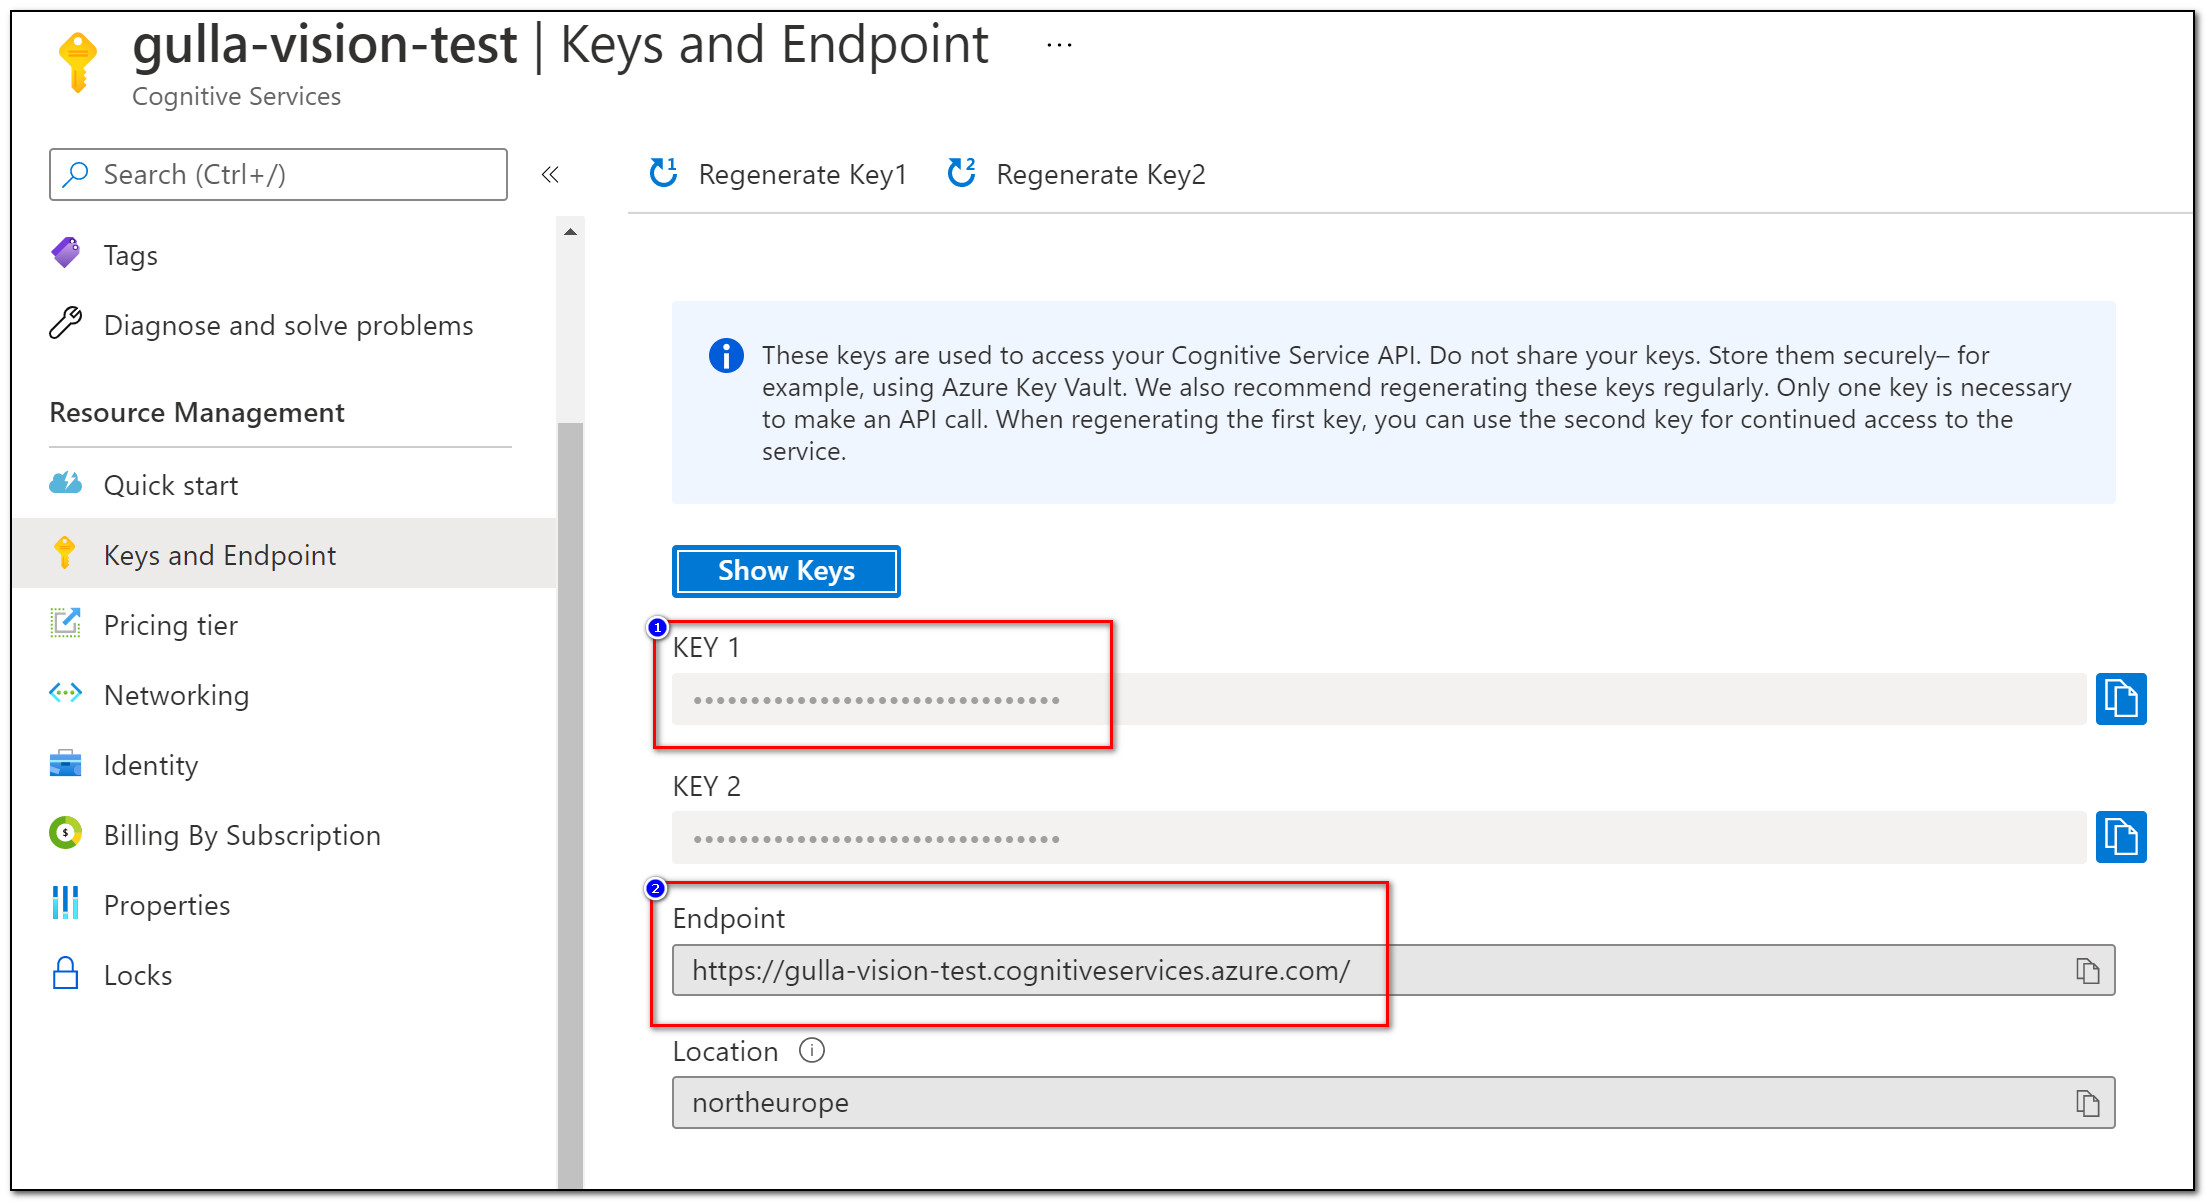 gulla-vision-test | Keys and Endpoint ...
Cognitive Services
Search (Ctrl+/)
«
Regenerate Key1
Regenerate Key2
Tags
Diagnose and solve problems
Resource Management
Quick start
Keys and Endpoint
Pricing tier
Networking
Identity
Billing By Subscription
Properties
Locks
These keys are used to access your Cognitive Service API. Do not share your keys. Store them securely– for
example, using Azure Key Vault. We also recommend regenerating these keys regularly. Only one key is necessary
to make an API call. When regenerating the first key, you can use the second key for continued access to the
service.
Show Keys
1
KEY 1
••••••••••••••••••••••••••••••••
KEY 2
••••••••••••••••••••••••••••••••
2
Endpoint
https://gulla-vision-test.cognitiveservices.azure.com/
Location
northeurope